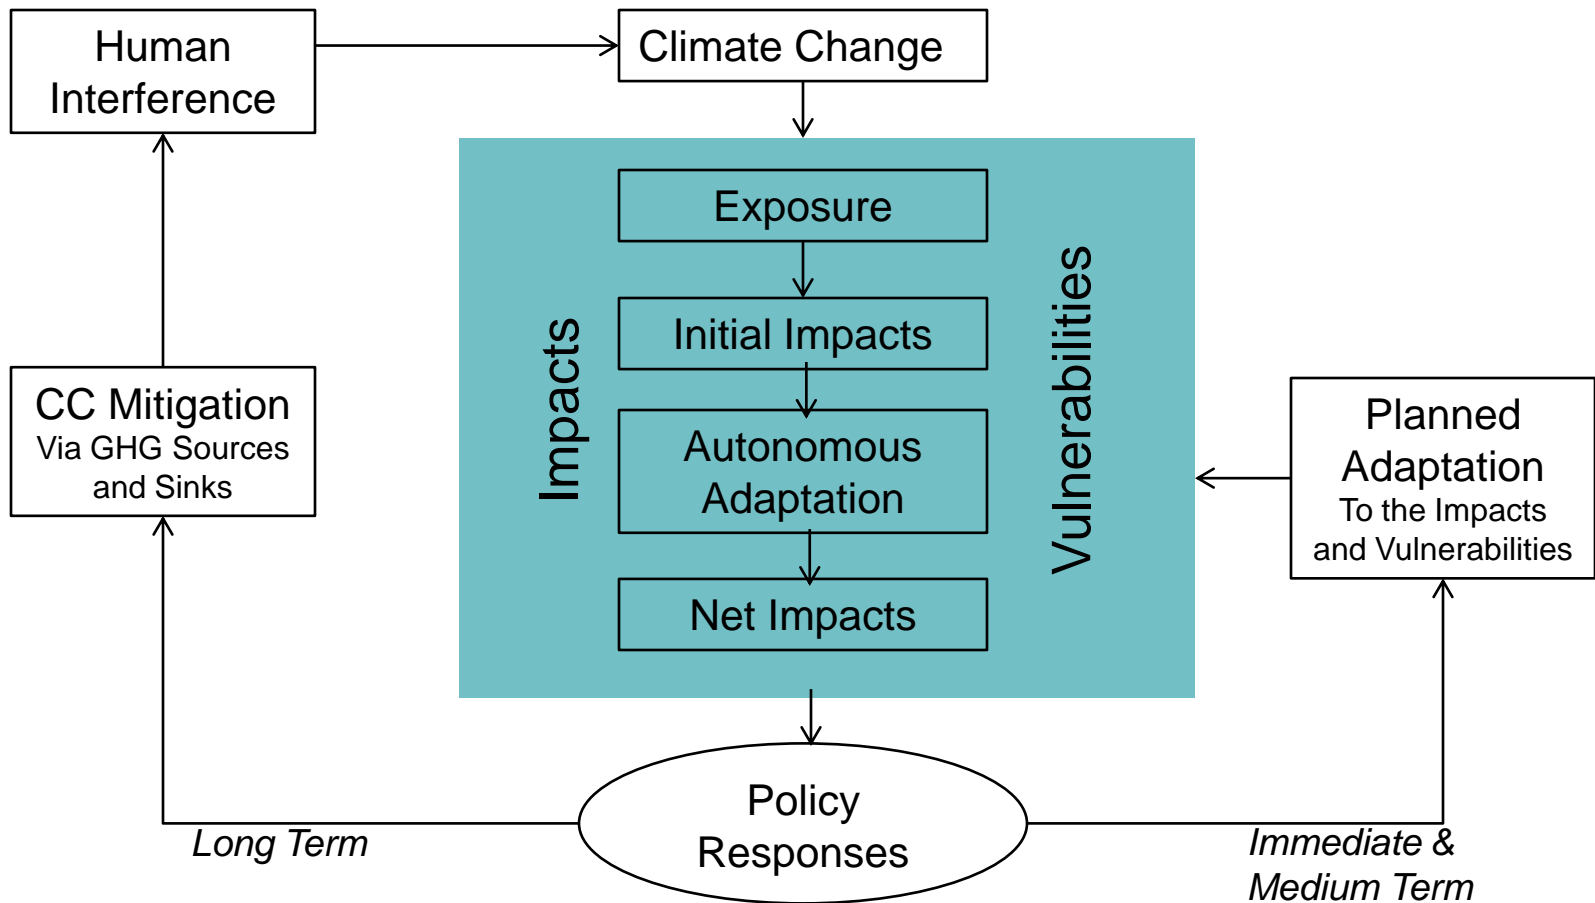 Human
Interference
Climate Change
Exposure
Initial Impacts
Autonomous
Adaptation
Net Impacts
Impacts
Vulnerabilities
CC Mitigation
Via GHG Sources
and Sinks
Planned
Adaptation
To the Impacts
and Vulnerabilities
Policy
Responses
Long Term
Immediate &
Medium Term